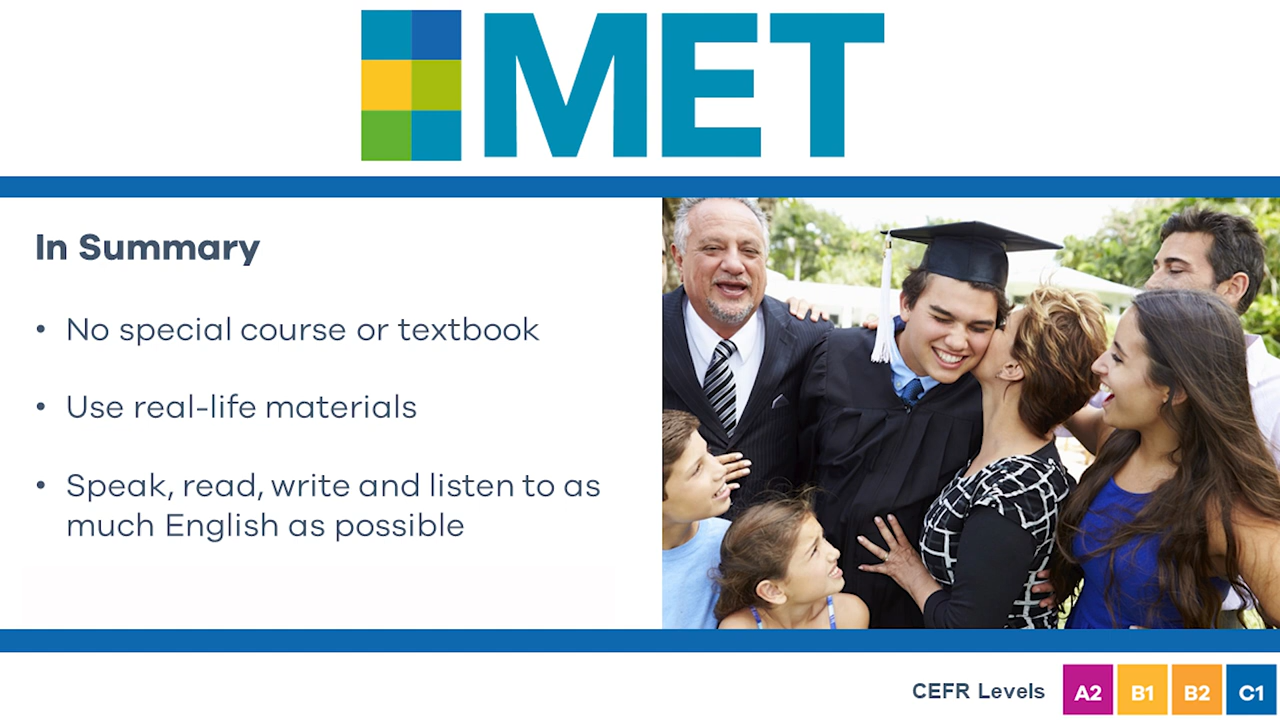 MET
In Summary
• No special course or textbook
• Use real-life materials
• Speak, read, write and listen to as
much English as possible
CEFR Levels A2 B1 B2 C1